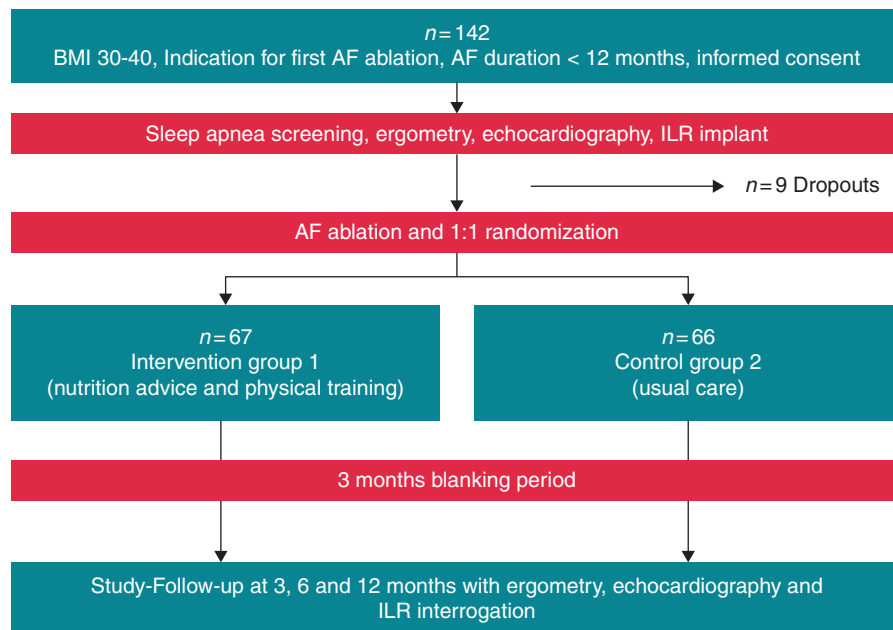 n=142
BMI 30-40, Indication for first AF ablation, AF duration < 12 months, informed consent
Sleep apnea screening, ergometry, echocardiography, ILR implant
n=9 Dropouts
AF ablation and 1:1 randomization
n=67
Intervention group 1
(nutrition advice and physical training)
n=66
Control group 2
(usual care)
3 months blanking period
Study-Follow-up at 3, 6 and 12 months with ergometry, echocardiography and
ILR interrogation